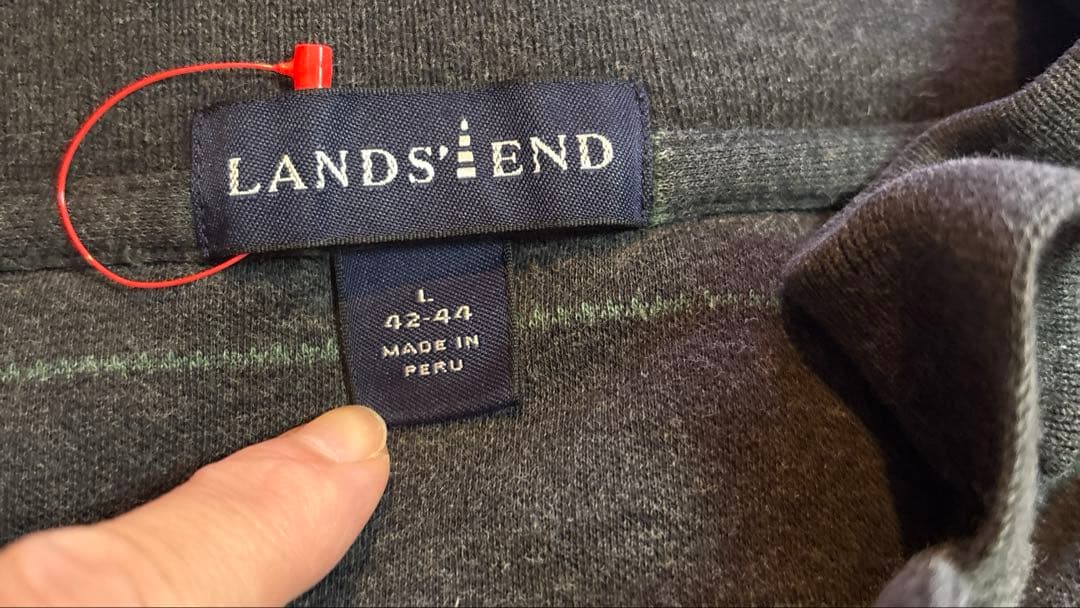 LANDS' END
L
42-44
MADE IN
PERU